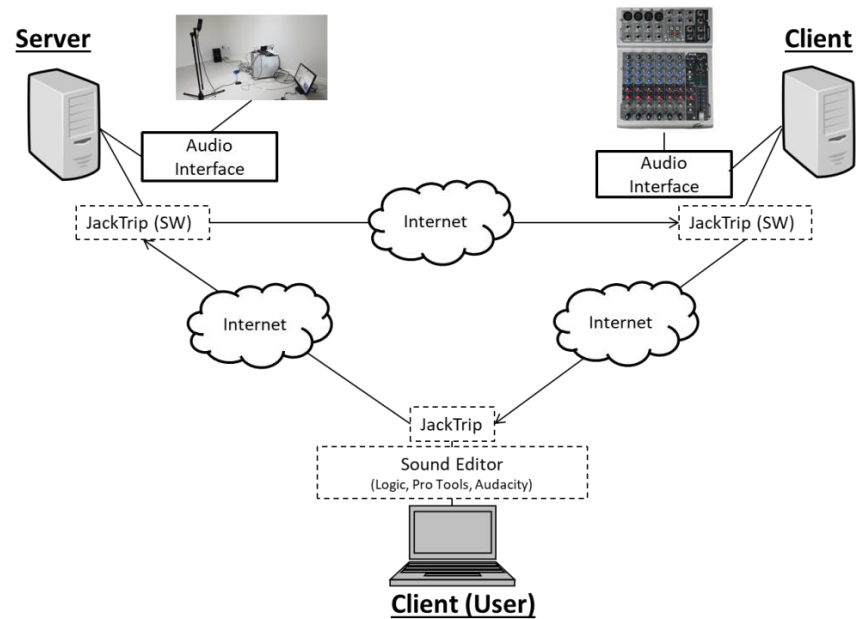 Server
Client
Audio
Interface
Audio
Interface
JackTrip (SW)
Internet
JackTrip (SW)
Internet
Internet
JackTrip
Sound Editor
(Logic, Pro Tools, Audacity)
Client (User)